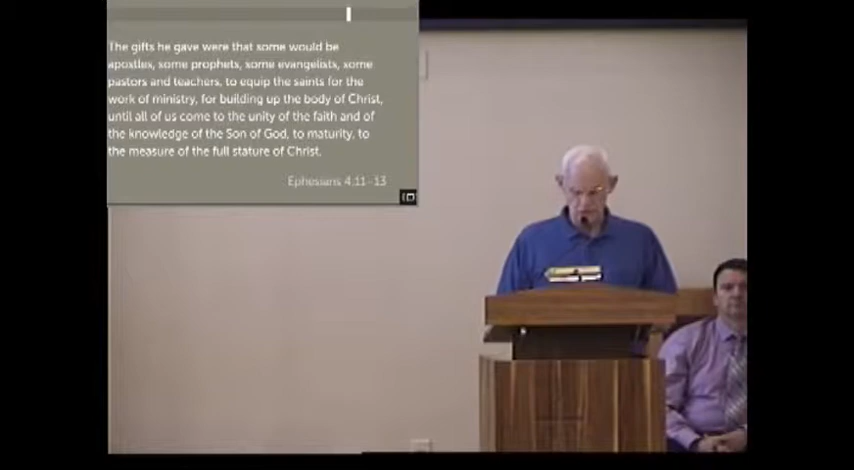 The gifts he gave were that some would be
apostles, some prophets, some evangelists, some
pastors and teachers, to equip the saints for the
work of ministry, for building up the body of Christ,
until all of us come to the unity of the faith and of
the knowledge of the Son of God, to maturity, to
the measure of the full stature of Christ.
Ephesians 4:11-13